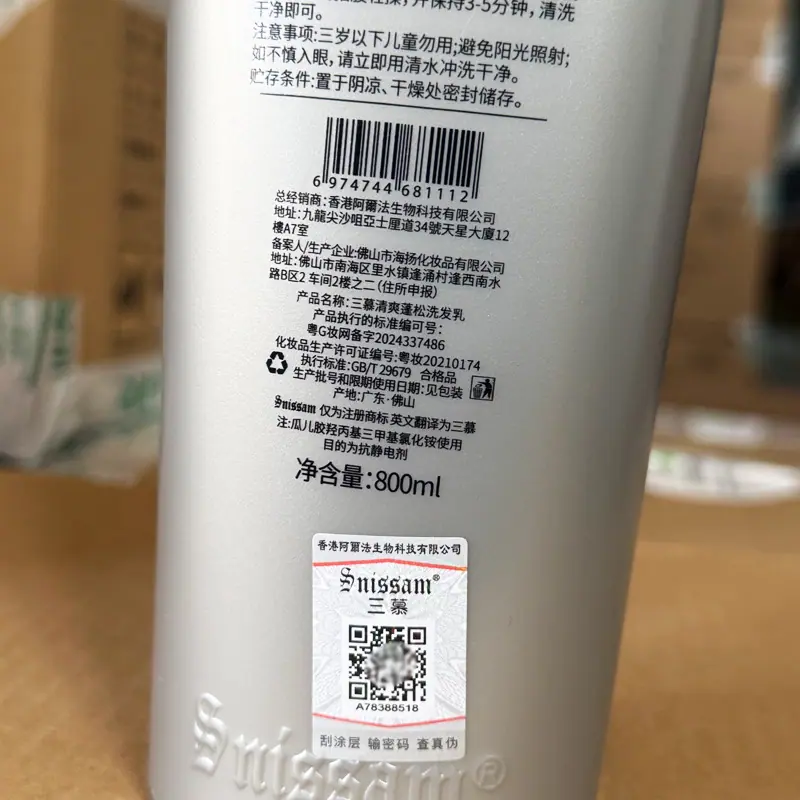 并保持3-5分钟，清洗
干净即可。
注意事项:三岁以下儿童勿用;避免阳光照射;
如不慎入眼，请立即用清水冲洗干净。
贮存条件:置于阴凉、干燥处密封储存。
6 974744 681112
总经销商：香港阿爾法生物科技有限公司
地址：九龍尖沙咀亞士厘道34號天星大廈12
樓A7室
备案人/生产企业:佛山市海扬化妆品有限公司
地址：佛山市南海区里水镇逢涌村逢西南水
路B区2 车间2楼之二（住所申报）
产品名称：三慕清爽蓬松洗发乳
产品执行的标准编可号：
粤G妆网备字2024337486
化妆品生产许可证编号:粤妆20210174
执行标准:GB/T 29679 合格品
生产批号和限期使用日期：见包装
产地：广东·佛山
Snissam 仅为注册商标 英文翻译为三慕
注:瓜儿胶羟丙基三甲基氯化铵使用
目的为抗静电剂
净含量：800ml
香港阿爾法生物科技有限公司
Snissam®
三慕
A78388518
刮涂层 输密码 查真伪
Snissam®